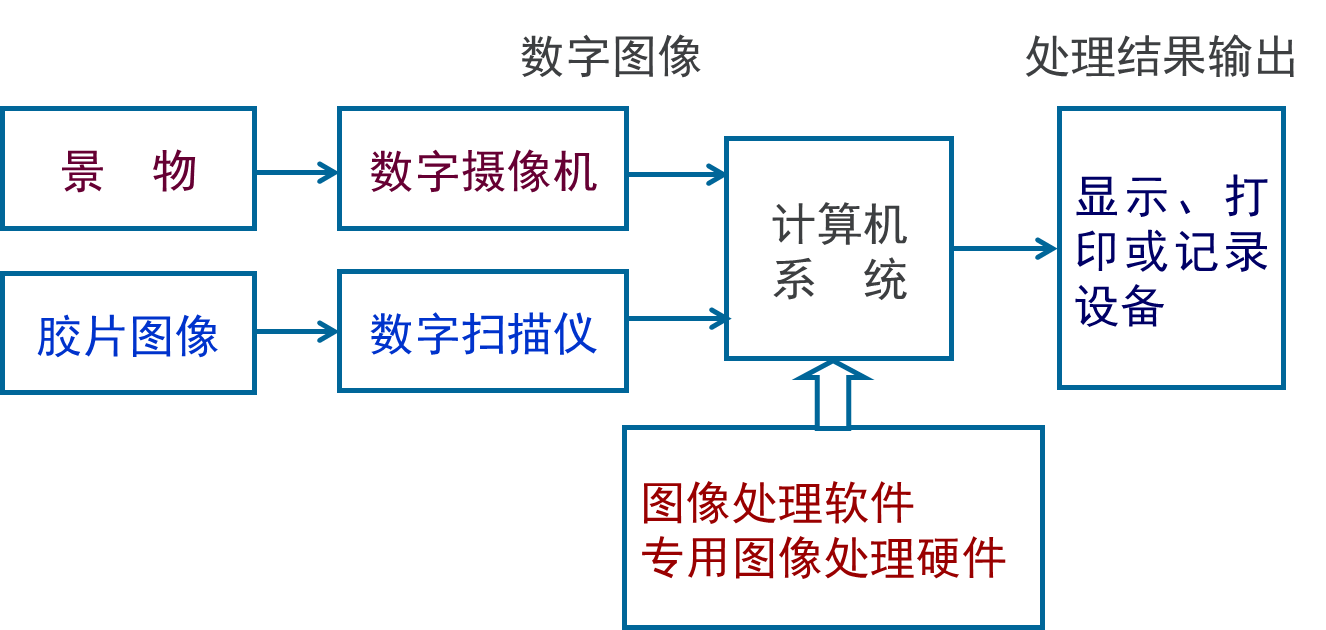 数字图像
处理结果输出
景 物
数字摄像机
胶片图像
数字扫描仪
计算机
系 统
显示、打
印或记录
设备
图像处理软件
专用图像处理硬件